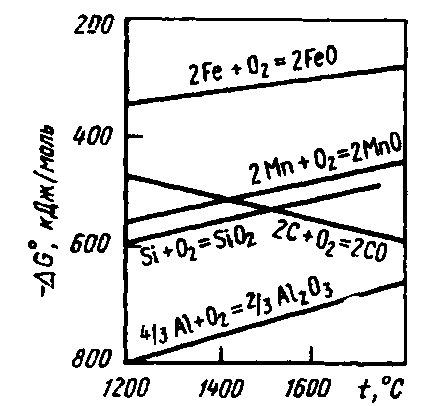 200
2Fe + O₂ = 2FeO
400
2Mn + O₂ = 2MnO
-ΔG°, кДж/моль
600
Si + O₂ = SiO₂
2C + O₂ = 2CO
4/3 Al + O₂ = 2/3 Al₂O₃
800
1200 1400 1600 t,°C